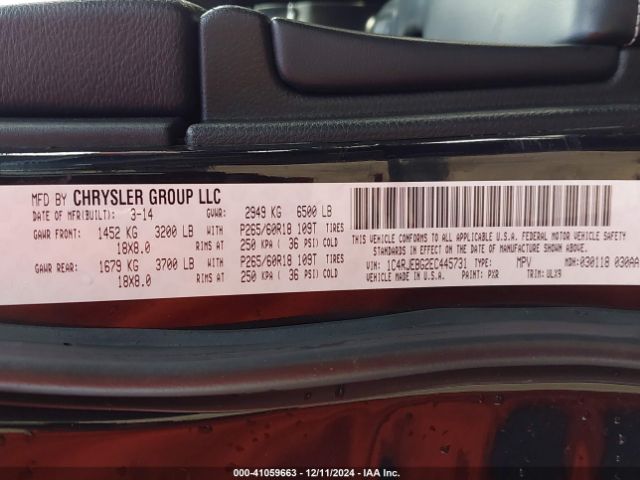 MFD BY CHRYSLER GROUP LLC
DATE OF MFR(BUILT): 3-14 GVWR: 2949 KG 6500 LB
GAWR FRONT: 1452 KG 3200 LB P265/60R18 109T TIRES
18X8.0 RIMS AT 250 KPA ( 36 PSI) COLD
GAWR REAR: 1679 KG 3700 LB P265/60R18 109T TIRES
18X8.0 RIMS AT 250 KPA ( 36 PSI) COLD
THIS VEHICLE CONFORMS TO ALL APPLICABLE U.S.A. FEDERAL MOTOR VEHICLE
SAFETY STANDARDS IN EFFECT ON THE DATE OF MANUFACTURE SHOWN ABOVE.
VIN: 1C4RJEBG2EC445731 TYPE: MPV MDH: 030118 030AA
VEHICLE MADE IN U.S.A. PAINT: PXR TRIM: ULX9
000-41059663 - 12/11/2024 - IAA Inc.